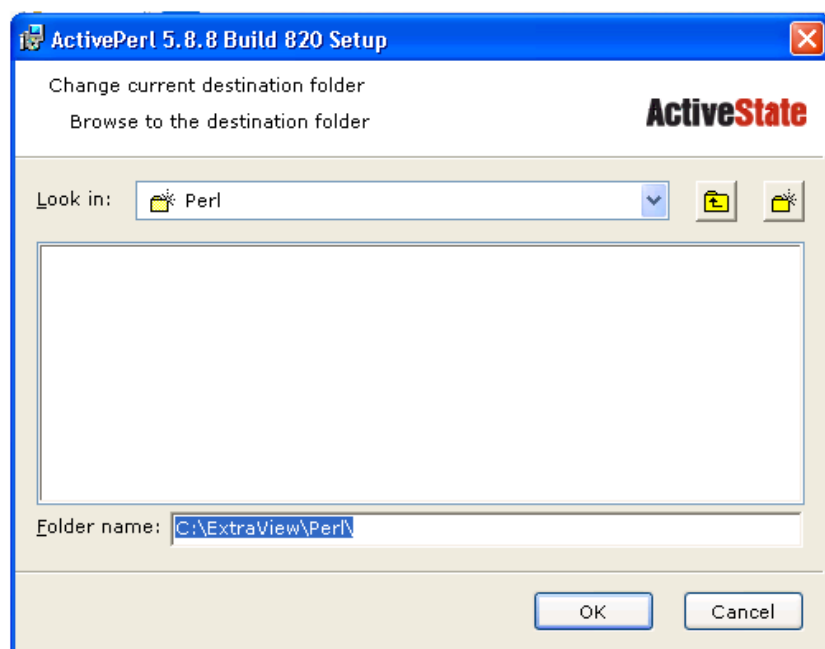 ActivePerl 5.8.8 Build 820 Setup
Change current destination folder
Browse to the destination folder
ActiveState
Look in:
Perl
Folder name:
C:\ExtraView\Perl\
OK
Cancel